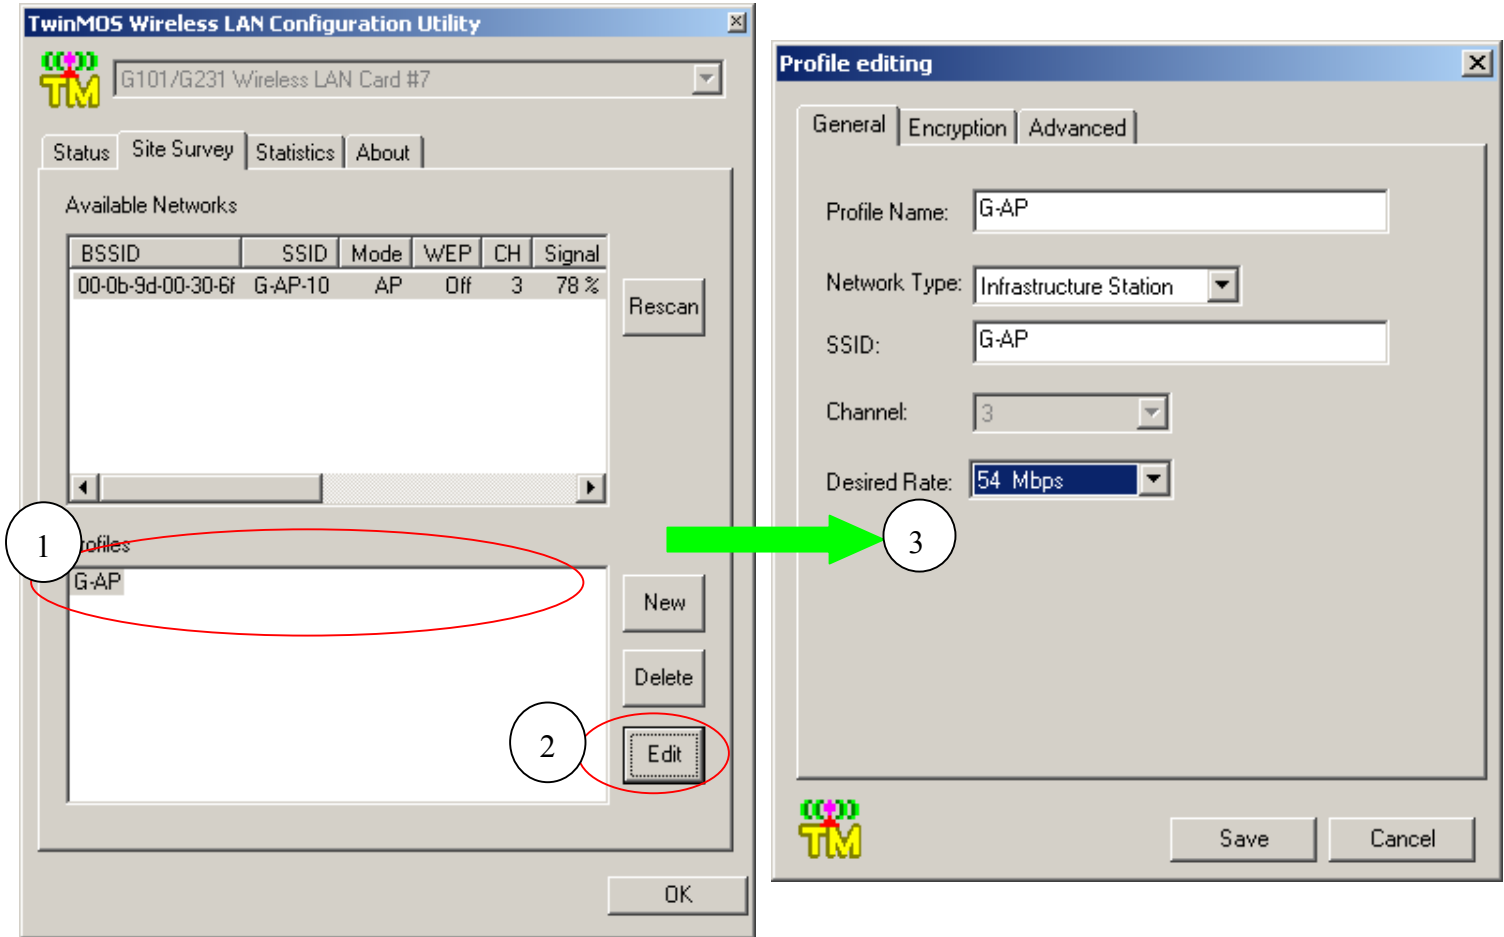 TwinMOS Wireless LAN Configuration Utility
TM
G101/G231 Wireless LAN Card #7
Status Site Survey Statistics About
Available Networks
BSSID SSID Mode WEP CH Signal
00-0b-9d-00-30-6f G-AP-10 AP Off 3 78 %
Rescan
1
ofiles
G-AP
New
Delete
2
Edit
OK
3
Profile editing
General Encryption Advanced
Profile Name: G-AP
Network Type: Infrastructure Station
SSID: G-AP
Channel: 3
Desired Rate: 54 Mbps
TM
Save Cancel